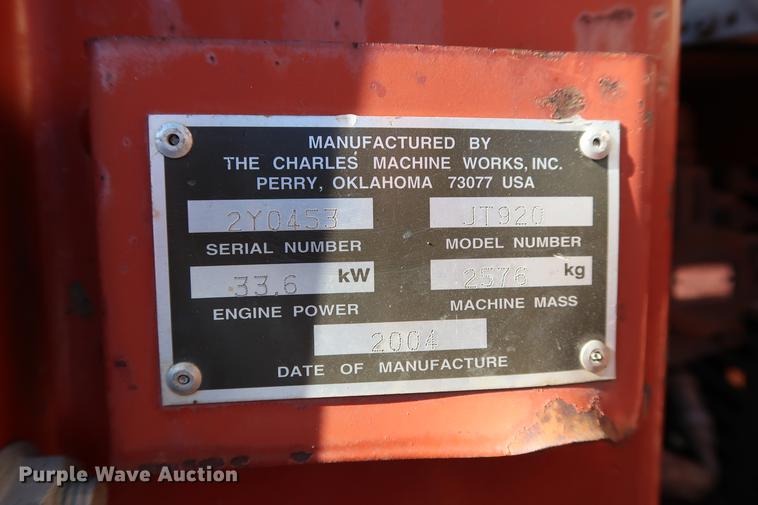 MANUFACTURED BY
THE CHARLES MACHINE WORKS, INC.
PERRY, OKLAHOMA 73077 USA
2Y0453 JT920
SERIAL NUMBER MODEL NUMBER
33.6 kW 2576 kg
ENGINE POWER MACHINE MASS
2004
DATE OF MANUFACTURE
Purple Wave Auction